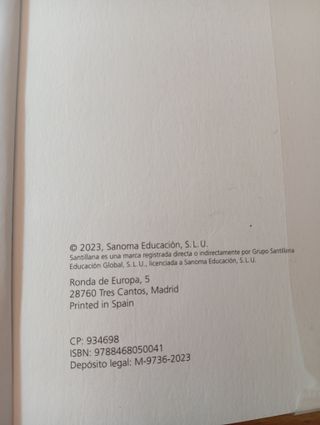 © 2023, Sanoma Educación, S. L. U.
Santillana es una marca registrada directa o indirectamente por Grupo Santillana
Educación Global, S. L. U., licenciada a Sanoma Educación, S. L. U.
Ronda de Europa, 5
28760 Tres Cantos, Madrid
Printed in Spain
CP: 934698
ISBN: 9788468050041
Depósito legal: M-9736-2023